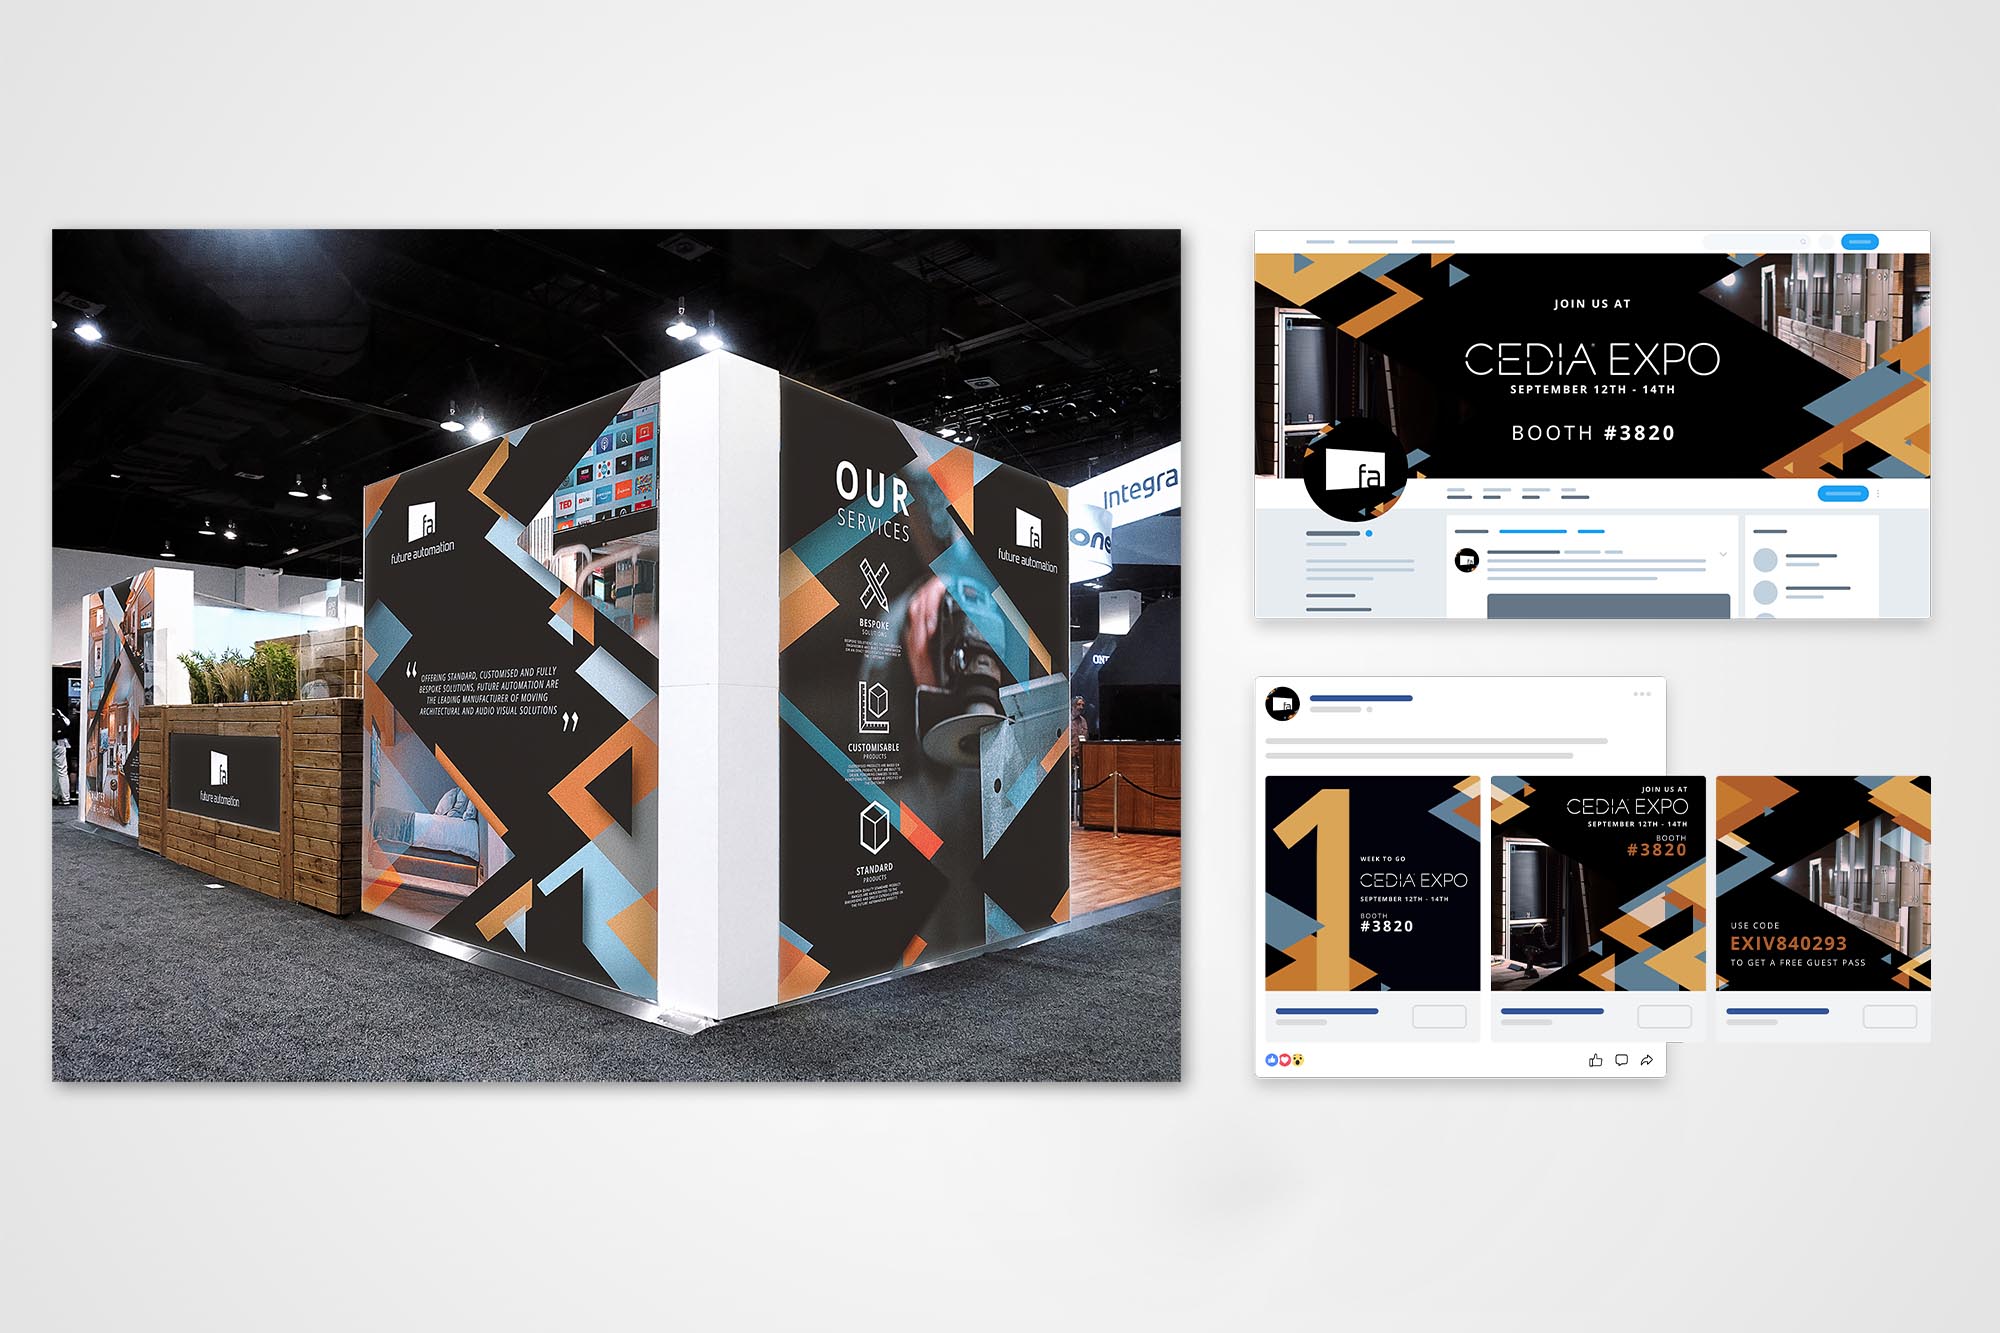 fa
future automation
“ OFFERING STANDARD, CUSTOMISED AND FULLY
BESPOKE SOLUTIONS, FUTURE AUTOMATION ARE
THE LEADING MANUFACTURER OF MOVING
ARCHITECTURAL AND AUDIO VISUAL SOLUTIONS ”
TED
fa
future automation
OUR
SERVICES
BESPOKE
SOLUTIONS
CUSTOMISABLE
PRODUCTS
STANDARD
PRODUCTS
fa
future automation
Integra
one
JOIN US AT
CEDIA EXPO
SEPTEMBER 12TH - 14TH
BOOTH #3820
fa
1
WEEK TO GO
CEDIA EXPO
SEPTEMBER 12TH - 14TH
BOOTH
#3820
JOIN US AT
CEDIA EXPO
SEPTEMBER 12TH - 14TH
BOOTH
#3820
USE CODE
EXIV840293
TO GET A FREE GUEST PASS